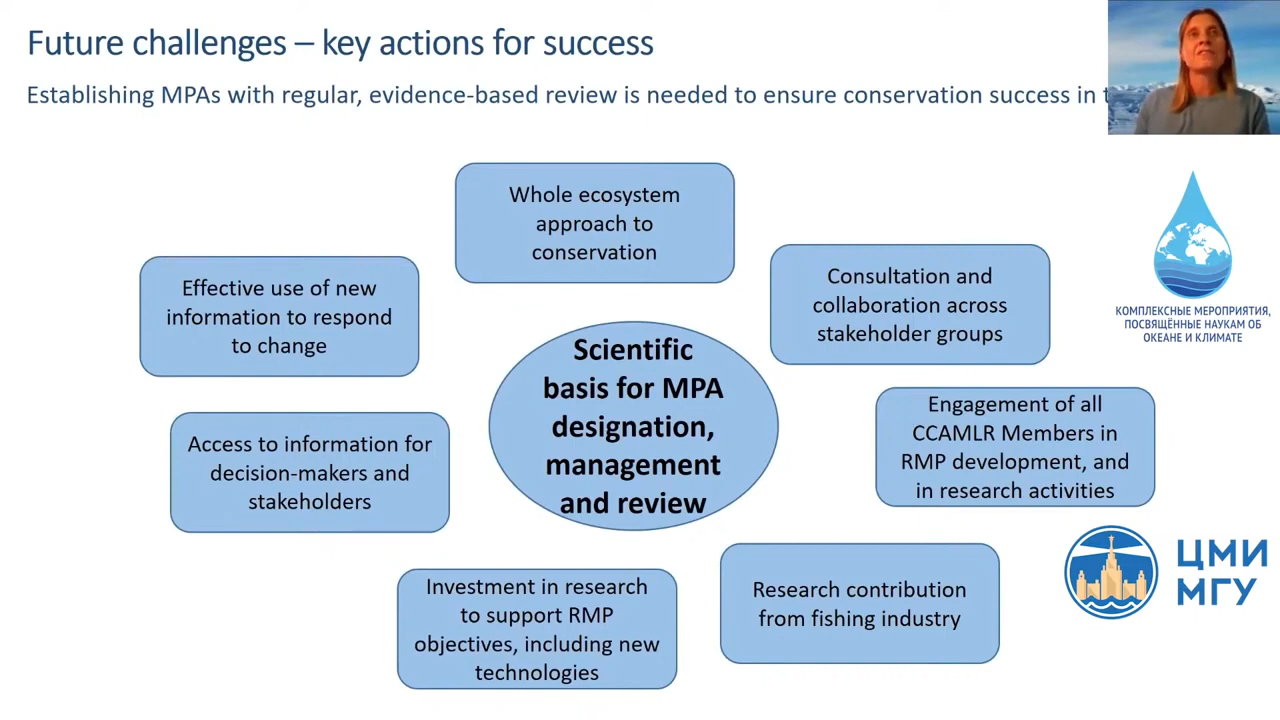 Future challenges – key actions for success
Establishing MPAs with regular, evidence-based review is needed to ensure conservation success in
Whole ecosystem
approach to
conservation
Consultation and
collaboration across
stakeholder groups
Engagement of all
CCAMLR Members in
RMP development, and
in research activities
Research contribution
from fishing industry
Investment in research
to support RMP
objectives, including new
technologies
Access to information for
decision-makers and
stakeholders
Effective use of new
information to respond
to change
Scientific
basis for MPA
designation,
management
and review
КОМПЛЕКСНЫЕ МЕРОПРИЯТИЯ,
ПОСВЯЩЁННЫЕ НАУКАМ ОБ
ОКЕАНЕ И КЛИМАТЕ
ЦМИ
МГУ